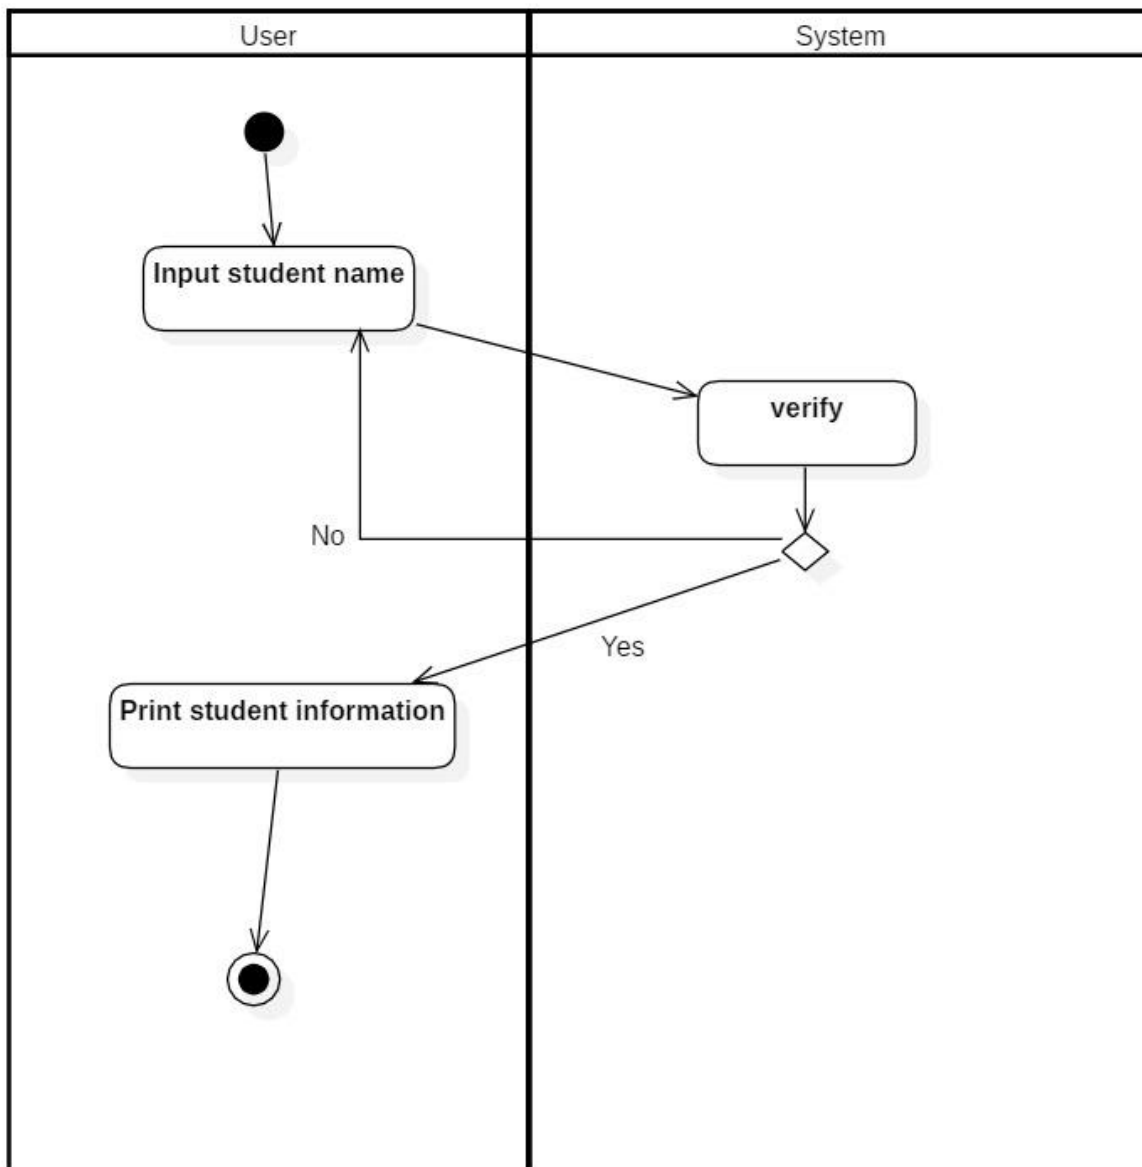 User
System
Input student name
verify
No
Yes
Print student information